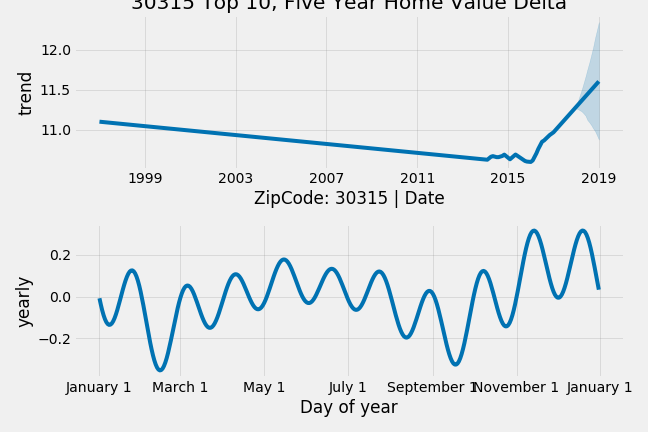 30315 Top 10, Five Year Home Value Delta
12.0
11.5
11.0
trend
1999 2003 2007 2011 2015 2019
ZipCode: 30315 | Date
0.2
0.0
−0.2
yearly
January 1 March 1 May 1 July 1 September 1 November 1 January 1
Day of year